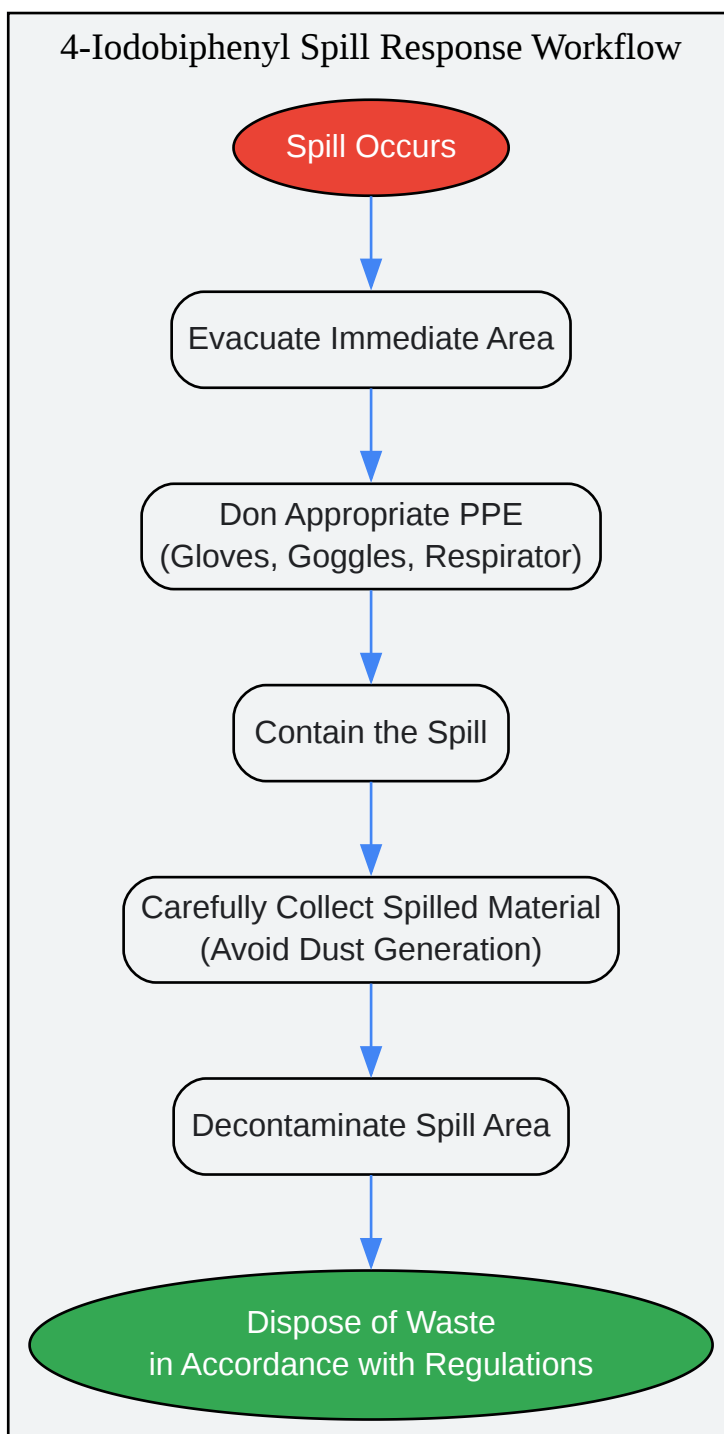 4-Iodobiphenyl Spill Response Workflow
Spill Occurs
Evacuate Immediate Area
Don Appropriate PPE
(Gloves, Goggles, Respirator)
Contain the Spill
Carefully Collect Spilled Material
(Avoid Dust Generation)
Decontaminate Spill Area
Dispose of Waste
in Accordance with Regulations